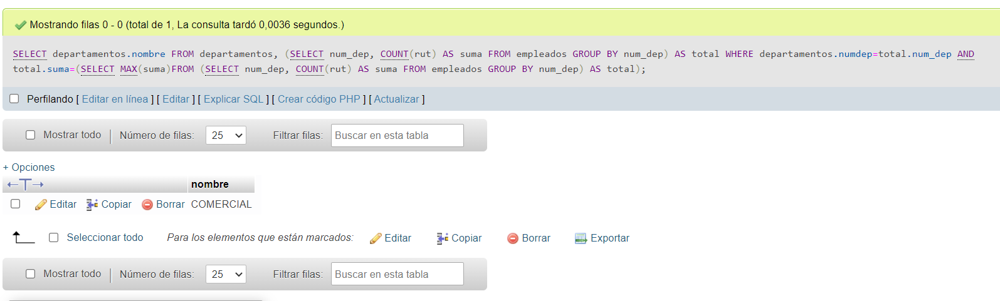 Mostrando filas 0 - 0 (total de 1, La consulta tardó 0,0036 segundos.)
SELECT departamentos.nombre FROM departamentos, (SELECT num_dep, COUNT(rut) AS suma FROM empleados GROUP BY num_dep) AS total WHERE departamentos.numdep=total.num_dep AND
total.suma=(SELECT MAX(suma)FROM (SELECT num_dep, COUNT(rut) AS suma FROM empleados GROUP BY num_dep) AS total);
Perfilando [ Editar en línea ] [ Editar ] [ Explicar SQL ] [ Crear código PHP ] [ Actualizar ]
Mostrar todo | Número de filas: 25 Filtrar filas: Buscar en esta tabla
+ Opciones
nombre
Editar Copiar Borrar COMERCIAL
Seleccionar todo Para los elementos que están marcados: Editar Copiar Borrar Exportar
Mostrar todo | Número de filas: 25 Filtrar filas: Buscar en esta tabla